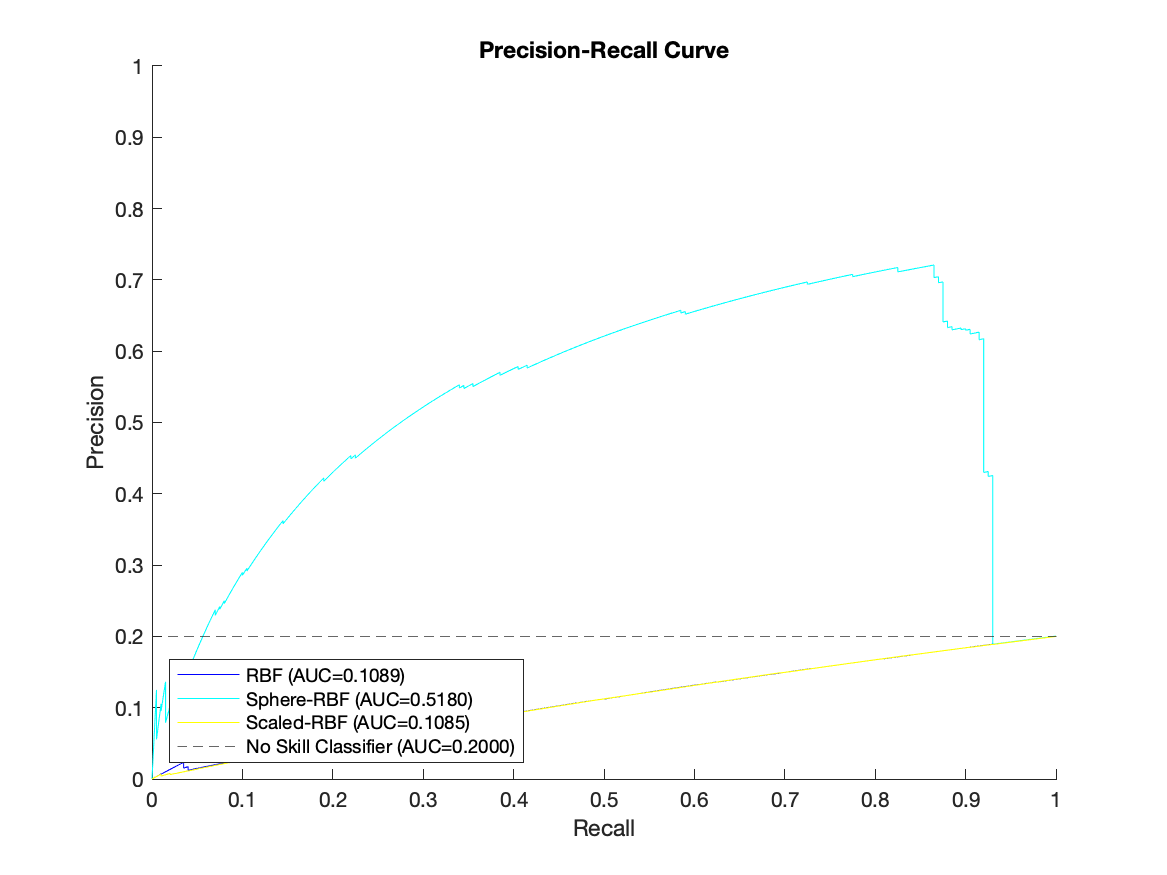 Precision-Recall Curve
1
0.9
0.8
0.7
0.6
0.5
0.4
0.3
0.2
0.1
0
Precision
RBF (AUC=0.1089)
Sphere-RBF (AUC=0.5180)
Scaled-RBF (AUC=0.1085)
No Skill Classifier (AUC=0.2000)
0 0.1 0.2 0.3 0.4 0.5 0.6 0.7 0.8 0.9 1
Recall